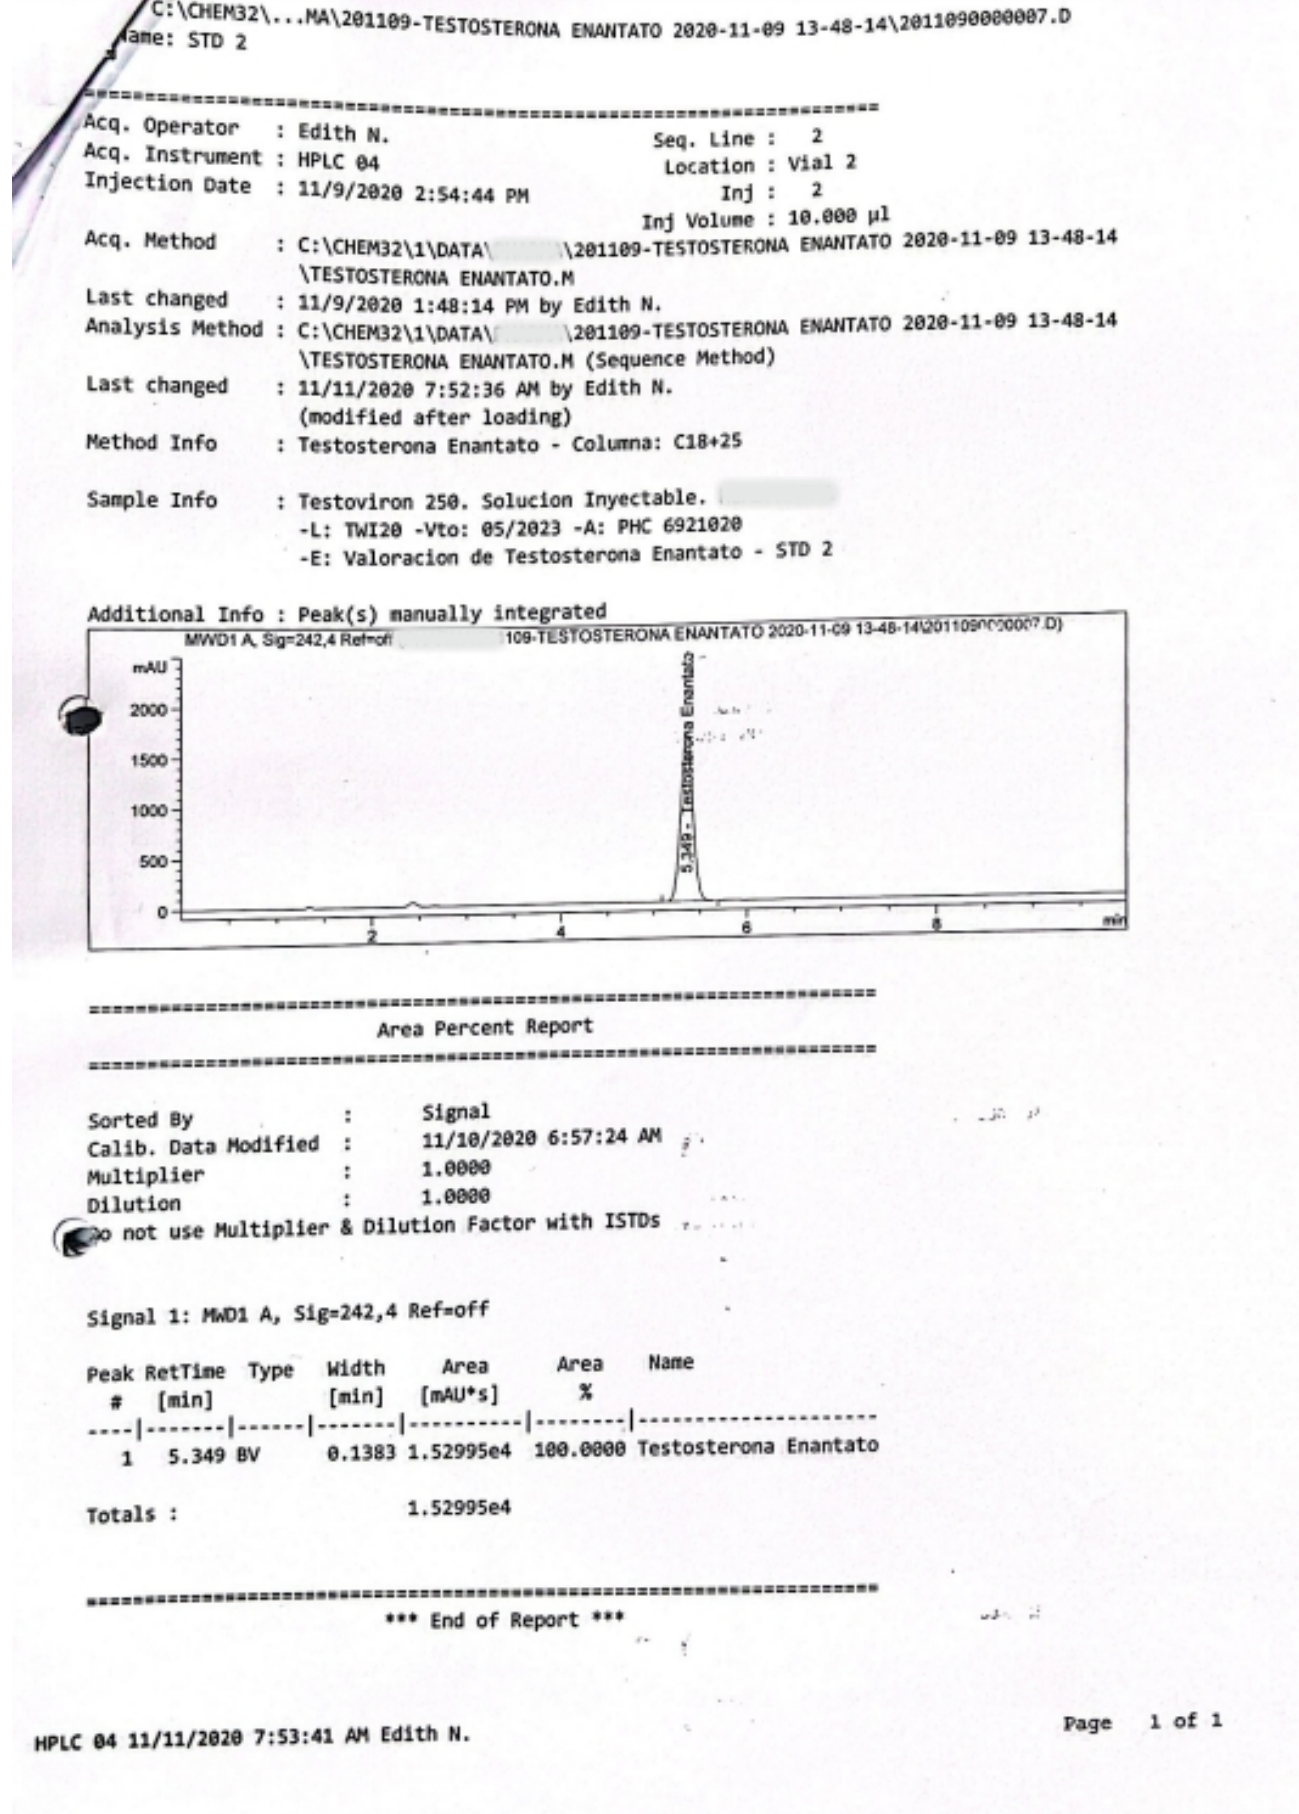 C:\CHEM32\...MA\201109-TESTOSTERONA ENANTATO 2020-11-09 13-48-14\2011090000007.D
ame: STD 2
=====================================================================
Acq. Operator : Edith N. Seq. Line : 2
Acq. Instrument : HPLC 04 Location : Vial 2
Injection Date : 11/9/2020 2:54:44 PM Inj : 2
Inj Volume : 10.000 µl
Acq. Method : C:\CHEM32\1\DATA\ \201109-TESTOSTERONA ENANTATO 2020-11-09 13-48-14
\TESTOSTERONA ENANTATO.M
Last changed : 11/9/2020 1:48:14 PM by Edith N.
Analysis Method : C:\CHEM32\1\DATA\ \201109-TESTOSTERONA ENANTATO 2020-11-09 13-48-14
\TESTOSTERONA ENANTATO.M (Sequence Method)
Last changed : 11/11/2020 7:52:36 AM by Edith N.
(modified after loading)
Method Info : Testosterona Enantato - Columna: C18+25
Sample Info : Testoviron 250. Solucion Inyectable.
-L: TWI20 -Vto: 05/2023 -A: PHC 6921020
-E: Valoracion de Testosterona Enantato - STD 2
Additional Info : Peak(s) manually integrated
MWD1 A, Sig=242,4 Ref=off 109-TESTOSTERONA ENANTATO 2020-11-09 13-48-14\2011090000007.D)
mAU
2000
1500
1000
500
0
5.349 - Testosterona Enantato
2 4 6 8 min
=====================================================================
Area Percent Report
=====================================================================
Sorted By : Signal
Calib. Data Modified : 11/10/2020 6:57:24 AM
Multiplier : 1.0000
Dilution : 1.0000
Do not use Multiplier & Dilution Factor with ISTDs
Signal 1: MWD1 A, Sig=242,4 Ref=off
Peak RetTime Type Width Area Area Name
# [min] [min] [mAU*s] %
----|-------|------|-------|----------|--------|---------------------
1 5.349 BV 0.1383 1.52995e4 100.0000 Testosterona Enantato
Totals : 1.52995e4
=====================================================================
*** End of Report ***
HPLC 04 11/11/2020 7:53:41 AM Edith N. Page 1 of 1